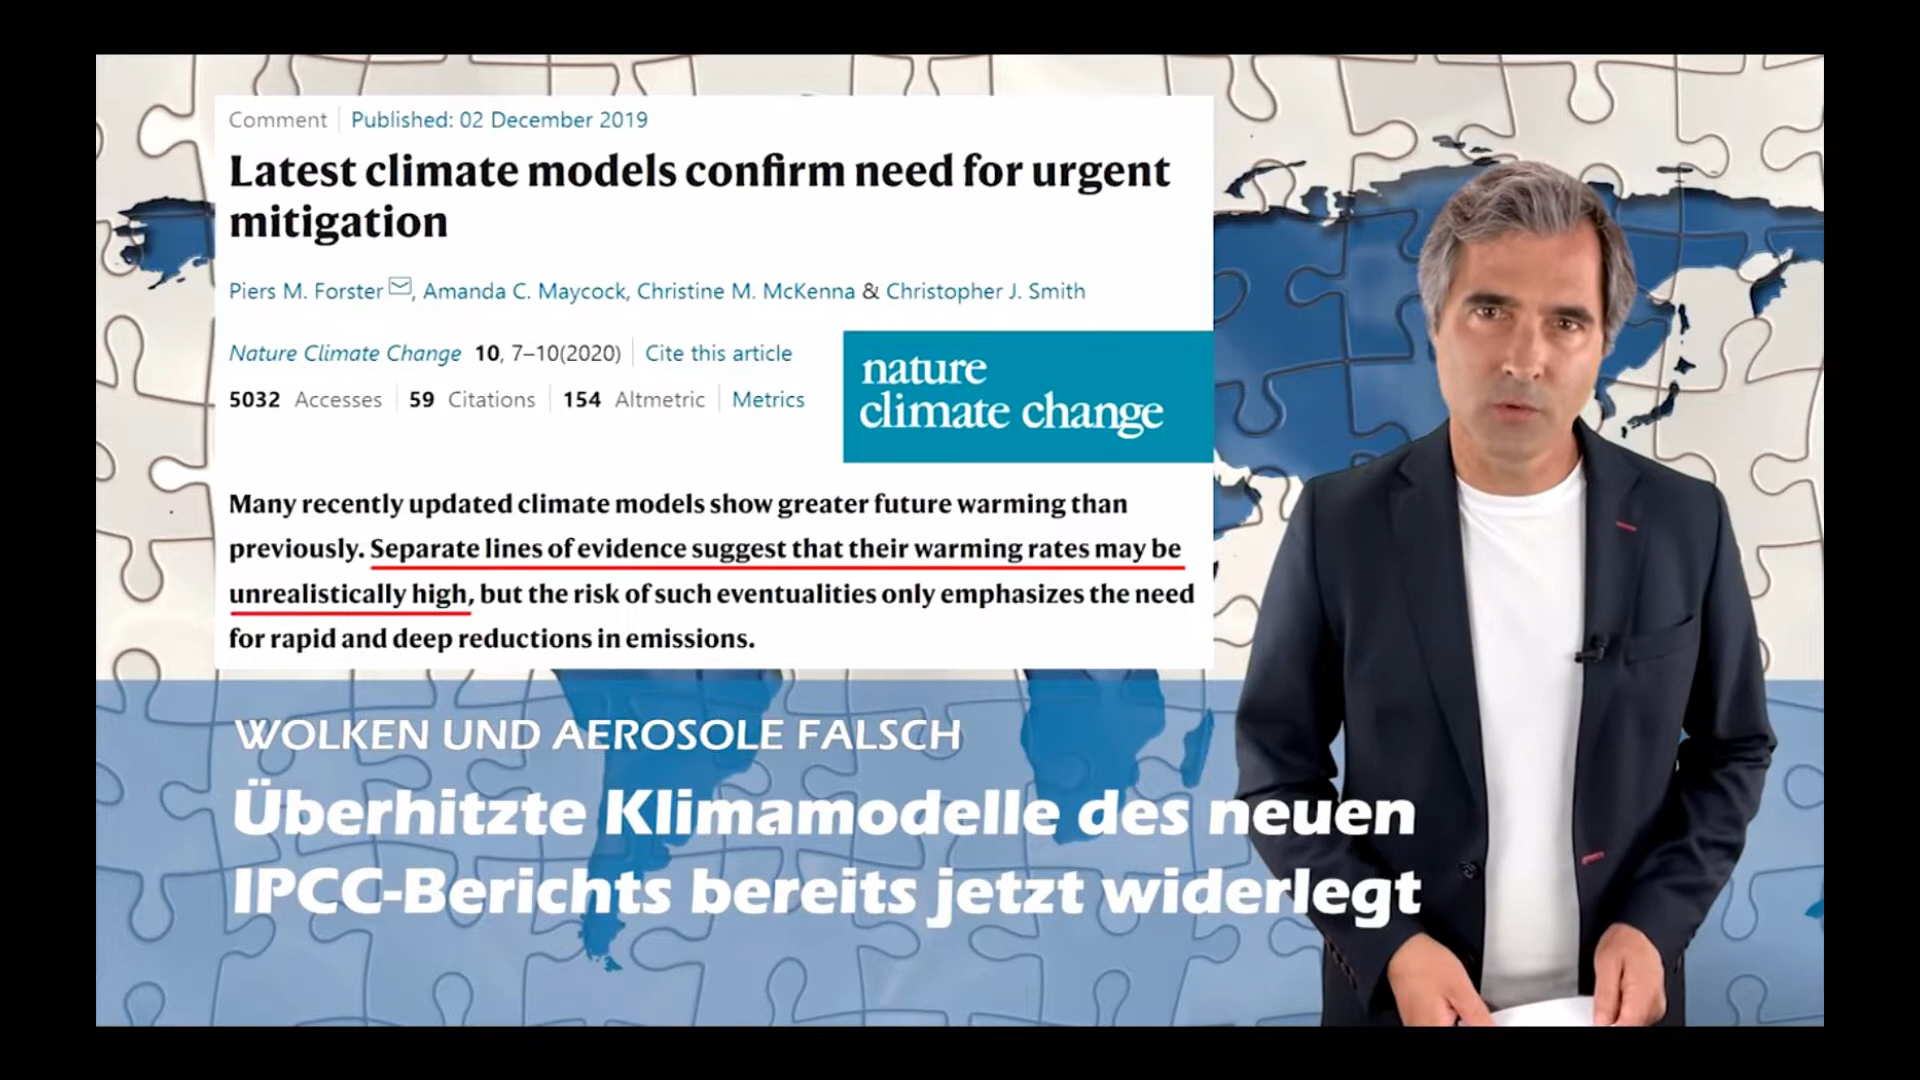 Comment Published: 02 December 2019
Latest climate models confirm need for urgent
mitigation
Piers M. Forster, Amanda C. Maycock, Christine M. McKenna & Christopher J. Smith
Nature Climate Change 10, 7–10(2020) Cite this article
5032 Accesses 59 Citations 154 Altmetric Metrics
nature
climate change
Many recently updated climate models show greater future warming than
previously. Separate lines of evidence suggest that their warming rates may be
unrealistically high, but the risk of such eventualities only emphasizes the need
for rapid and deep reductions in emissions.
WOLKEN UND AEROSOLE FALSCH
Überhitzte Klimamodelle des neuen
IPCC-Berichts bereits jetzt widerlegt